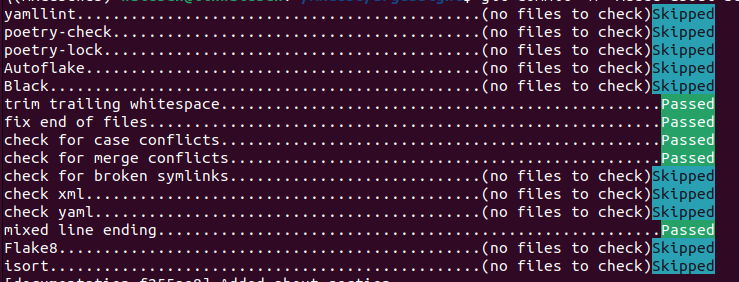 yamllint................................................(no files to check)Skipped
poetry-check............................................(no files to check)Skipped
poetry-lock.............................................(no files to check)Skipped
Autoflake...............................................(no files to check)Skipped
Black...................................................(no files to check)Skipped
trim trailing whitespace.................................................Passed
fix end of files.........................................................Passed
check for case conflicts.................................................Passed
check for merge conflicts................................................Passed
check for broken symlinks...............................(no files to check)Skipped
check xml...............................................(no files to check)Skipped
check yaml..............................................(no files to check)Skipped
mixed line ending........................................................Passed
Flake8..................................................(no files to check)Skipped
isort...................................................(no files to check)Skipped